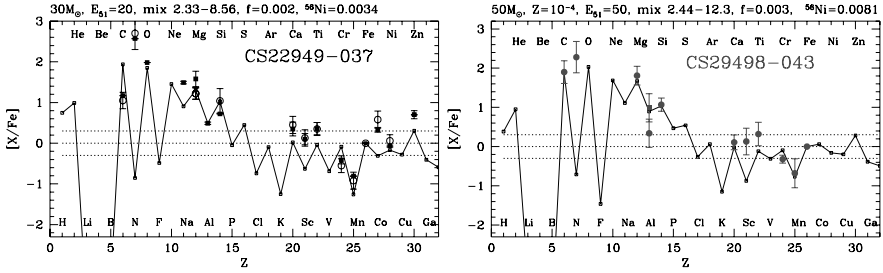 30M☉, E51=20, mix 2.33−8.56, f=0.002, 56Ni=0.0034
He Be C O Ne Mg Si S Ar Ca Ti Cr Fe Ni Zn
CS22949−037
[X/Fe]
3
2
1
0
−1
−2
H Li B N F Na Al P Cl K Sc V Mn Co Cu Ga
0 5 10 15 20 25 30
Z
50M☉, Z=10−4, E51=50, mix 2.44−12.3, f=0.003, 56Ni=0.0081
He Be C O Ne Mg Si S Ar Ca Ti Cr Fe Ni Zn
CS29498−043
[X/Fe]
3
2
1
0
−1
−2
H Li B N F Na Al P Cl K Sc V Mn Co Cu Ga
0 5 10 15 20 25 30
Z